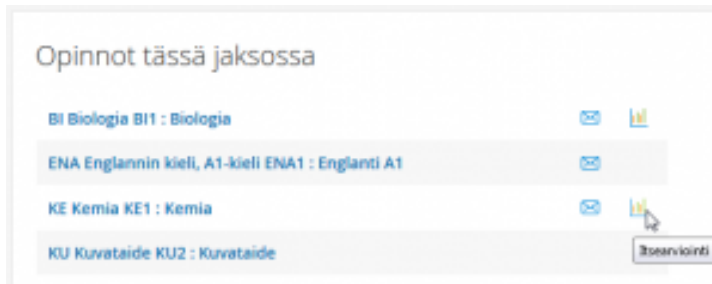 Opinnot tässä jaksossa
BI Biologia BI1 : Biologia
ENA Englannin kieli, A1-kieli ENA1 : Englanti A1
KE Kemia KE1 : Kemia
KU Kuvataide KU2 : Kuvataide
Itsearviointi